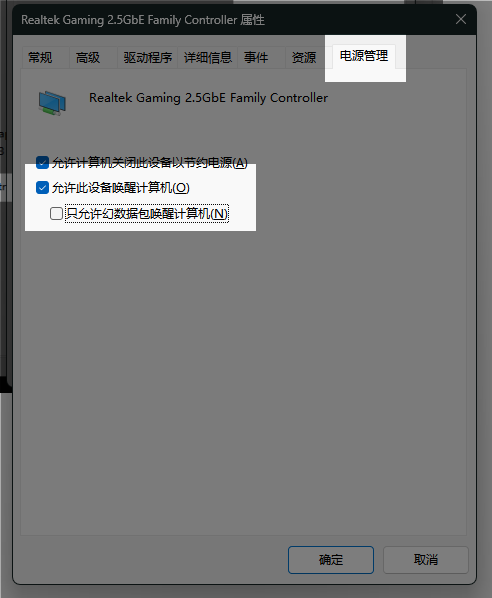 Realtek Gaming 2.5GbE Family Controller 属性
常规 高级 驱动程序 详细信息 事件 资源 电源管理
Realtek Gaming 2.5GbE Family Controller
允许计算机关闭此设备以节约电源(A)
允许此设备唤醒计算机(O)
只允许幻数据包唤醒计算机(N)
确定 取消